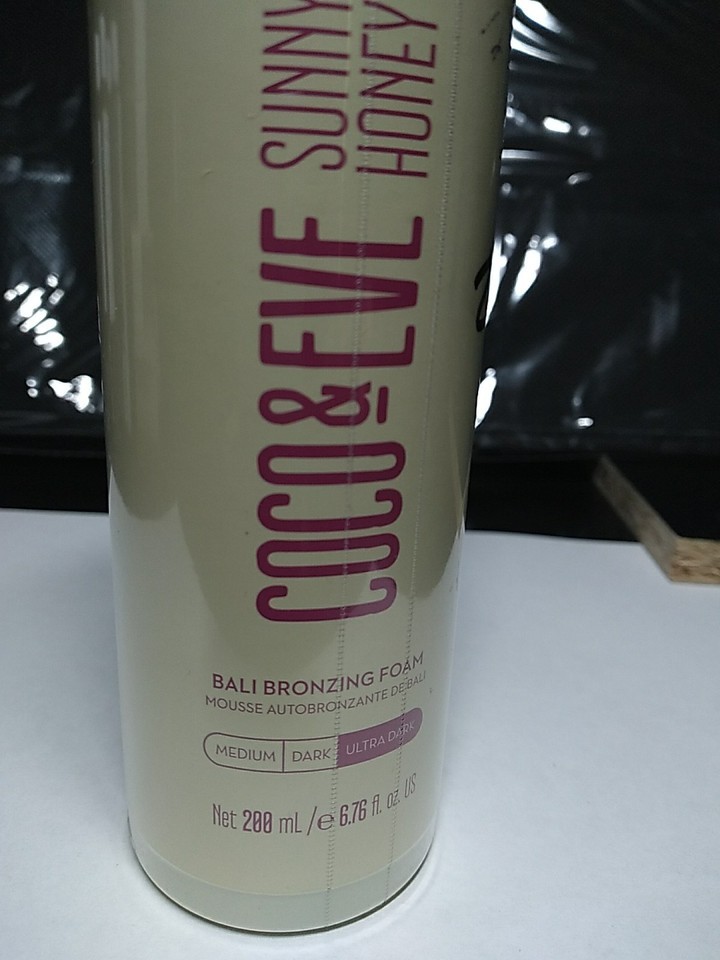 SUNNY
HONEY
COCO & EVE
BALI BRONZING FOAM
MOUSSE AUTOBRONZANTE DE BALI
MEDIUM DARK ULTRA DARK
Net 200 mL / e 6.76 fl. oz. US